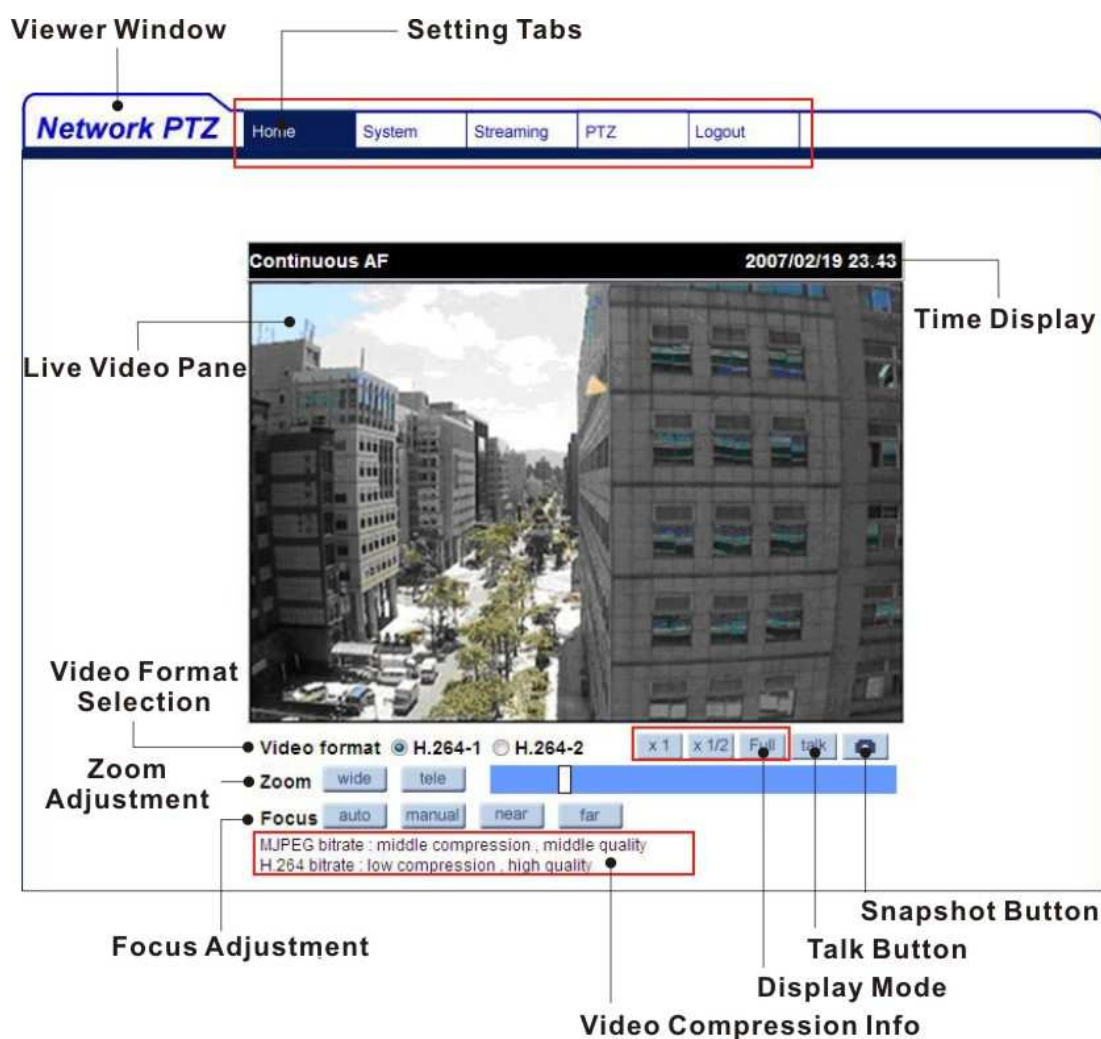 Viewer Window
Setting Tabs
Network PTZ
Home
System
Streaming
PTZ
Logout
Continuous AF
2007/02/19 23:43
Time Display
Live Video Pane
Video Format
Selection
Video format H.264-1 H.264-2
x 1
x 1/2
Full
talk
Zoom
Adjustment
Zoom
wide
tele
Focus
auto
manual
near
far
MJPEG bitrate : middle compression , middle quality
H.264 bitrate : low compression , high quality
Snapshot Button
Focus Adjustment
Talk Button
Display Mode
Video Compression Info